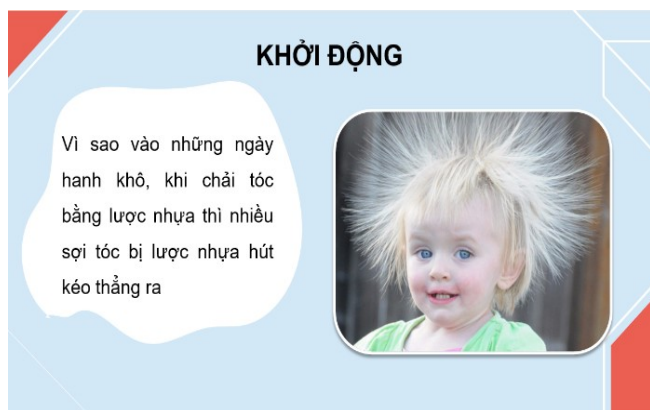 KHỞI ĐỘNG
Vì sao vào những ngày
hanh khô, khi chải tóc
bằng lược nhựa thì nhiều
sợi tóc bị lược nhựa hút
kéo thẳng ra